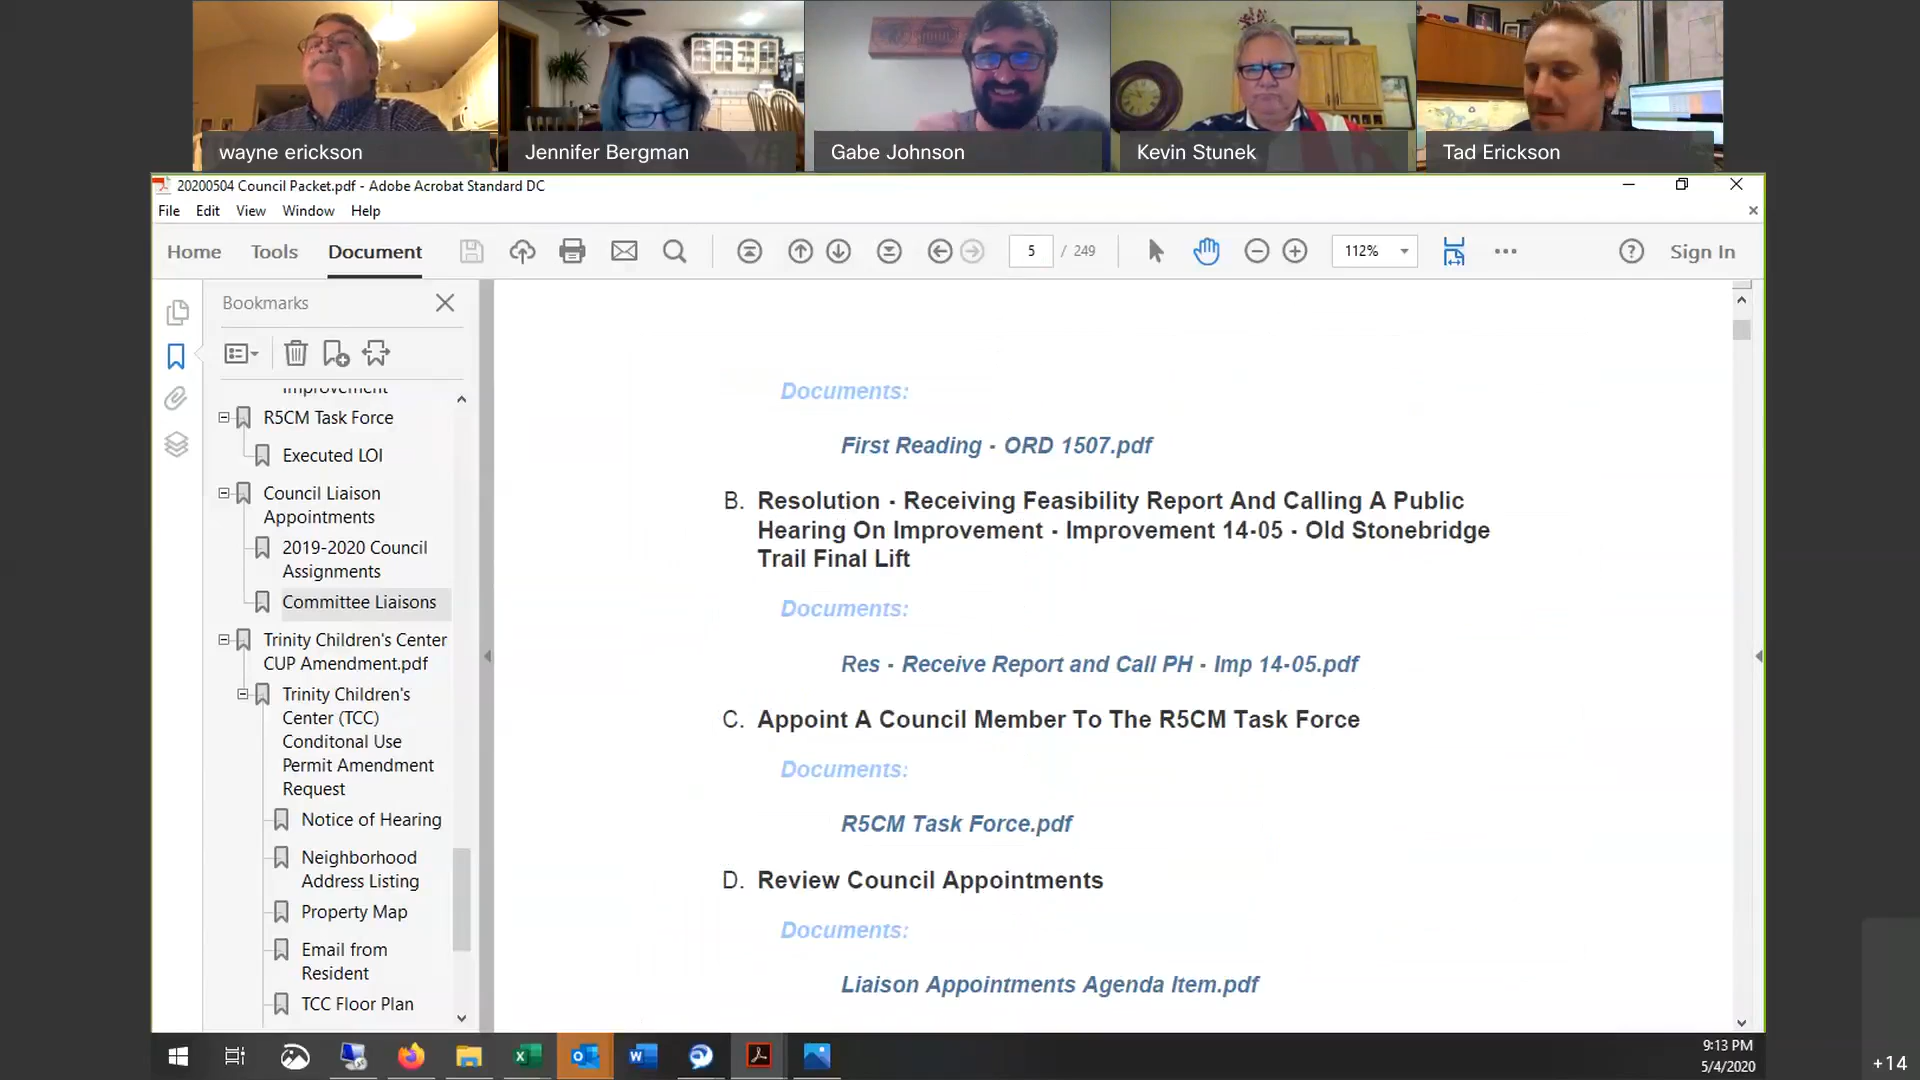 wayne erickson
Jennifer Bergman
Gabe Johnson
Kevin Stunek
Tad Erickson
20200504 Council Packet.pdf - Adobe Acrobat Standard DC
File Edit View Window Help
Home Tools Document 5 / 249 112% Sign In
Bookmarks
Improvement
R5CM Task Force
Executed LOI
Council Liaison
Appointments
2019-2020 Council
Assignments
Committee Liaisons
Trinity Children's Center
CUP Amendment.pdf
Trinity Children's
Center (TCC)
Conditonal Use
Permit Amendment
Request
Notice of Hearing
Neighborhood
Address Listing
Property Map
Email from
Resident
TCC Floor Plan
Documents:
First Reading - ORD 1507.pdf
B. Resolution - Receiving Feasibility Report And Calling A Public
Hearing On Improvement - Improvement 14-05 - Old Stonebridge
Trail Final Lift
Documents:
Res - Receive Report and Call PH - Imp 14-05.pdf
C. Appoint A Council Member To The R5CM Task Force
Documents:
R5CM Task Force.pdf
D. Review Council Appointments
Documents:
Liaison Appointments Agenda Item.pdf
9:13 PM
5/4/2020
+14